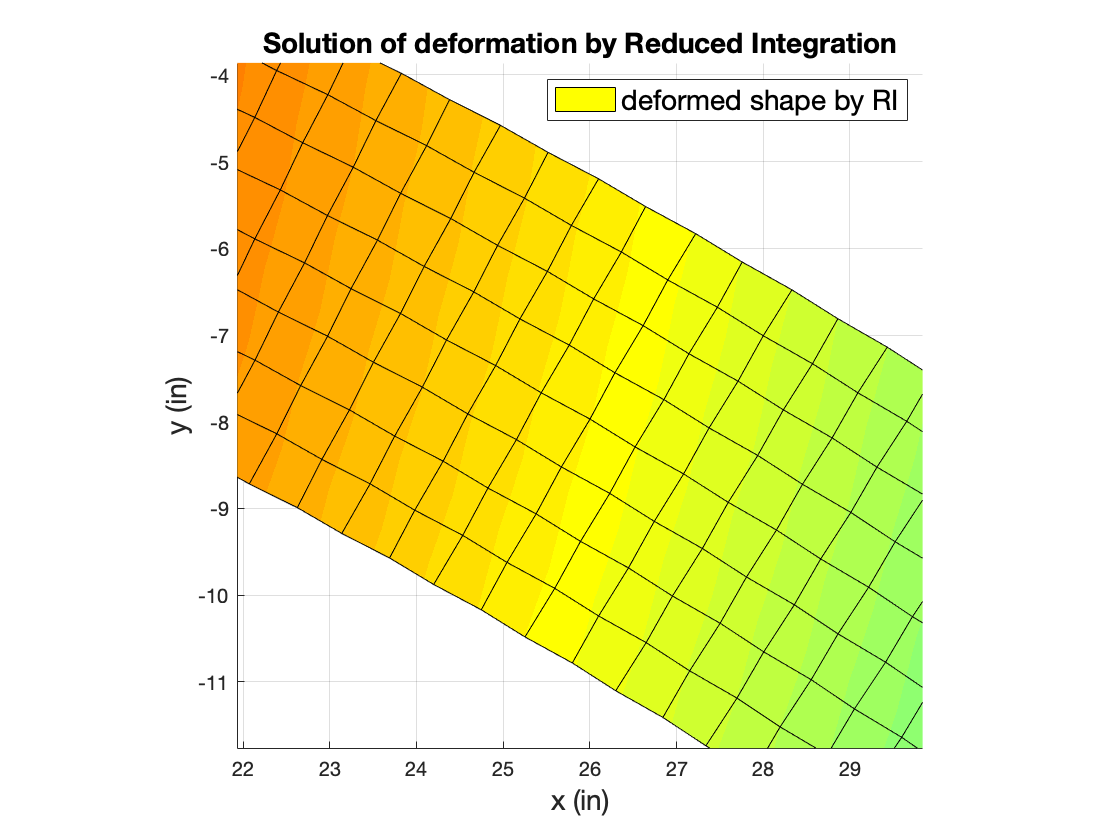 Solution of deformation by Reduced Integration
deformed shape by RI
-4
-5
-6
-7
-8
-9
-10
-11
y (in)
22 23 24 25 26 27 28 29
x (in)